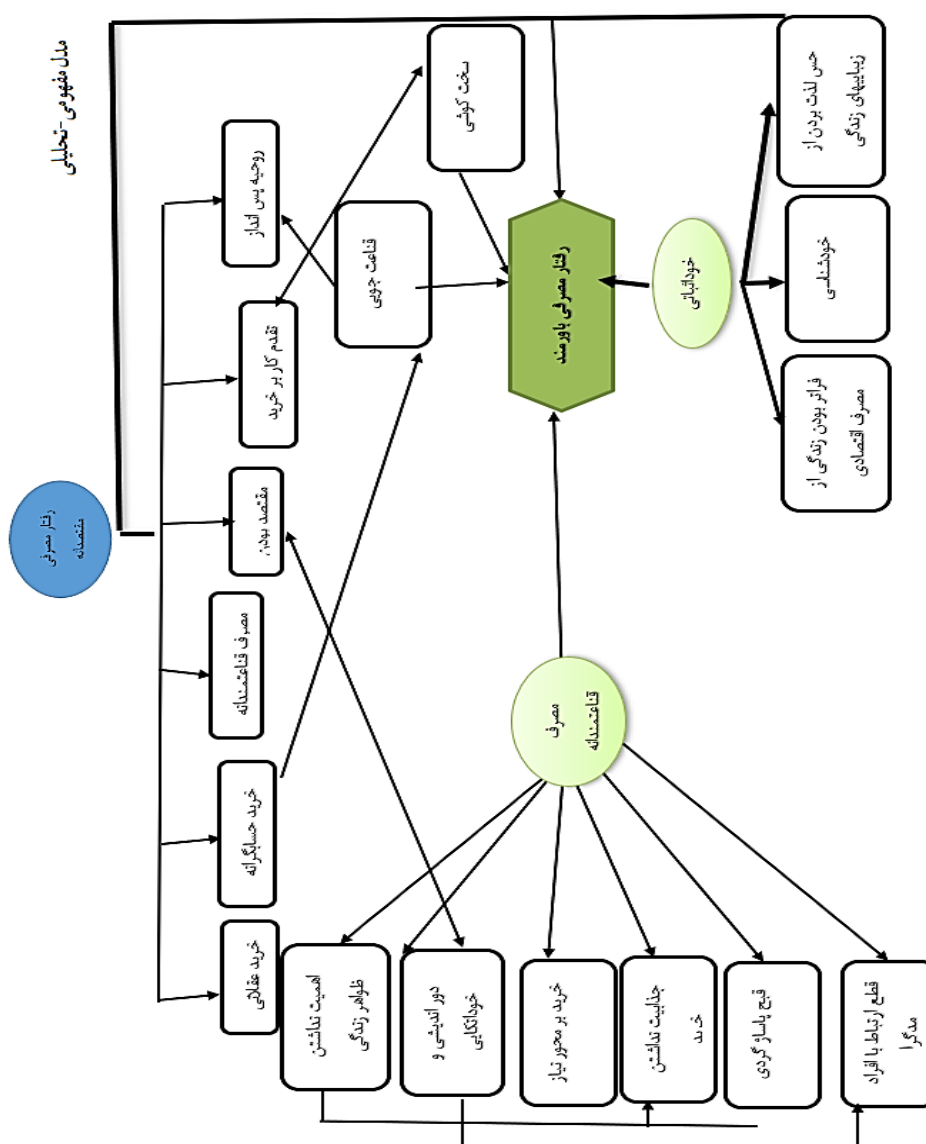 مدل مفهومی-تحلیلی
رفتار مصرفی
مقتصدانه
روحیه پس انداز
تقدم کار بر خرید
مقتصد بودن
مصرف قناعتمندانه
خرید حسابگرانه
خرید عقلانی
قناعت جویی
سخت کوشی
اهمیت نداشتن
ظواهر زندگی
دور اندیشی و
خوداتکایی
رفتار مصرفی باورمند
مصرف
قناعتمندانه
خرید بر محور نیاز
جذابیت نداشتن
خرید
خوداثباتی
قبح پاساژ گردی
حس لذت بردن از
زیباییهای زندگی
خودشناسی
فراتر بودن زندگی از
مصرف اقتصادی
قطع ارتباط با افراد
مدگرا